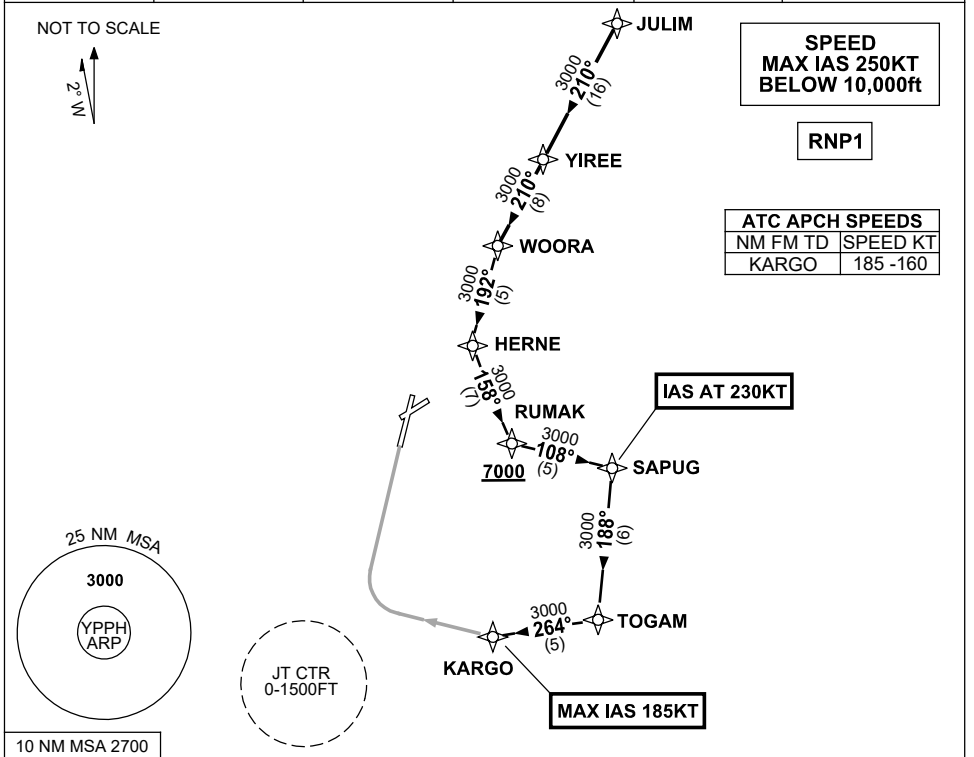 NOT TO SCALE
2° W
JULIM
3000
210°
(16)
SPEED
MAX IAS 250KT
BELOW 10,000ft
RNP1
YIREE
3000
210°
(8)
ATC APCH SPEEDS
NM FM TD SPEED KT
KARGO 185 -160
WOORA
3000
192°
(5)
HERNE
3000
158°
(7)
RUMAK
7000
IAS AT 230KT
3000
108°
(5)
SAPUG
3000
188°
(6)
TOGAM
3000
264°
(5)
KARGO
MAX IAS 185KT
25 NM MSA
3000
YPPH
ARP
JT CTR
0-1500FT
10 NM MSA 2700